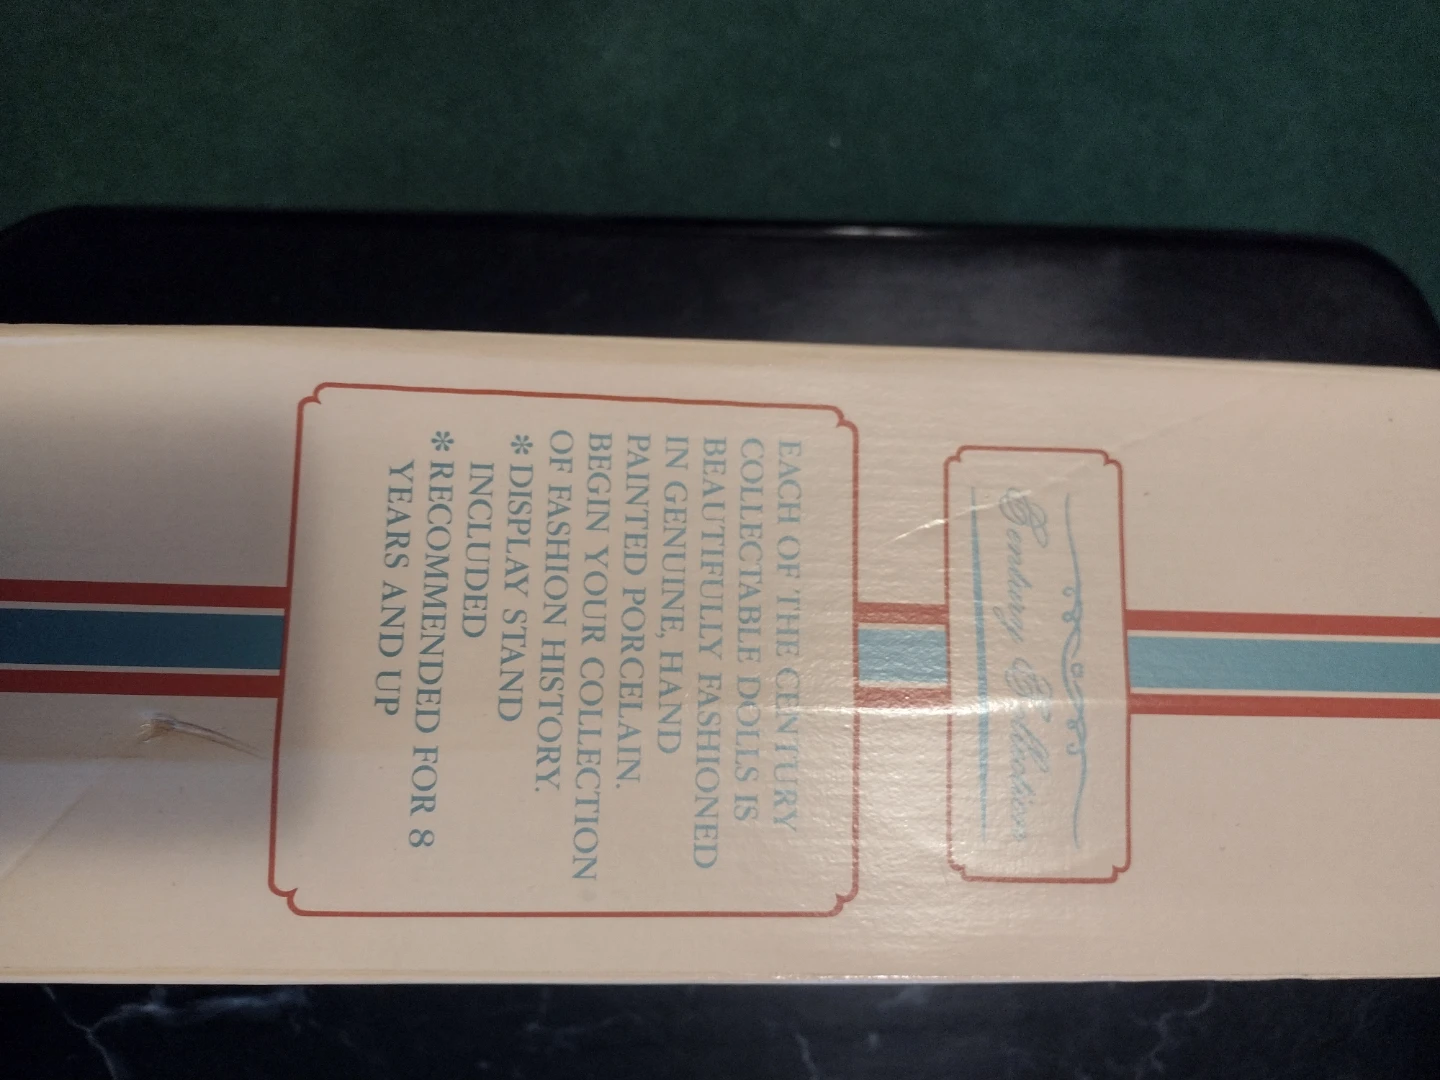 Century Collection
EACH OF THE CENTURY
COLLECTABLE DOLLS IS
BEAUTIFULLY FASHIONED
IN GENUINE, HAND
PAINTED PORCELAIN.
BEGIN YOUR COLLECTION
OF FASHION HISTORY.
* DISPLAY STAND
INCLUDED
* RECOMMENDED FOR 8
YEARS AND UP